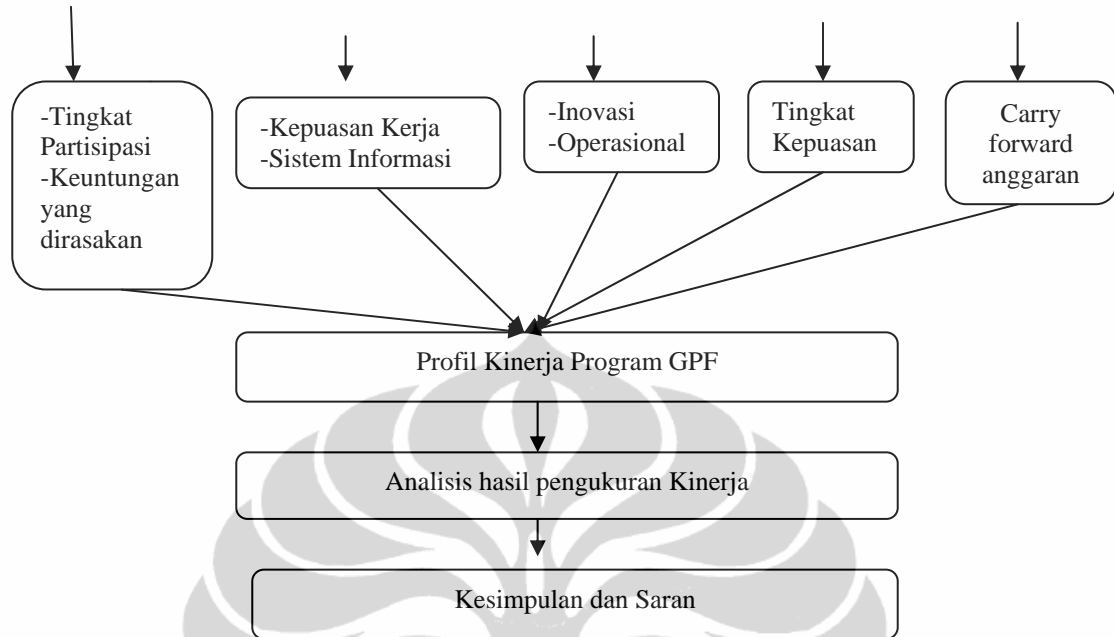 -Tingkat
Partisipasi
-Keuntungan
yang
dirasakan
-Kepuasan Kerja
-Sistem Informasi
-Inovasi
-Operasional
Tingkat
Kepuasan
Carry
forward
anggaran
Profil Kinerja Program GPF
Analisis hasil pengukuran Kinerja
Kesimpulan dan Saran